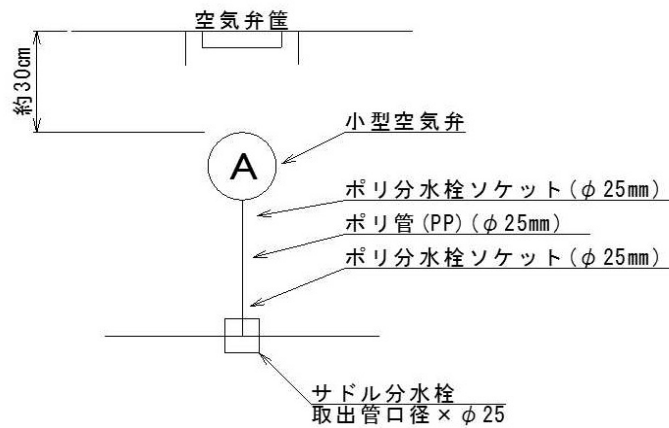 空気弁筐
約30cm
小型空気弁
A
ポリ分水栓ソケット(φ25mm)
ポリ管(PP)(φ25mm)
ポリ分水栓ソケット(φ25mm)
サドル分水栓
取出管口径×φ25